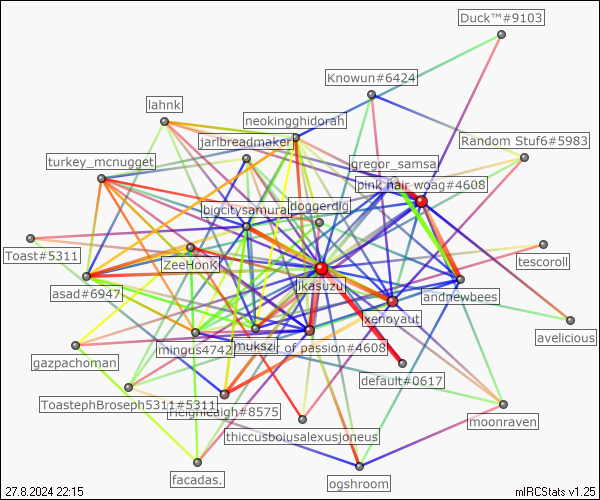 Duck™#9103
Knowun#6424
lahnk
neokingghidorah
jarlbreadmaker
Random Stuf6#5983
turkey_mcnugget
gregor_samsa
pink hair woag#4608
doggerdig
bigcitysamurai
Toast#5311
ZeeHonk
tescoroll
ikasuzu
asad#6947
andnewbees
xenoyaut
avelicious
mingus4742
mukszi
of passion#4608
gazpachoman
default#0617
ToastephBroseph5311#5311
#8575
moonraven
thiccusboiusalexusjoneus
facadas.
ogshroom
27.8.2024 22:15
mIRCStats v1.25